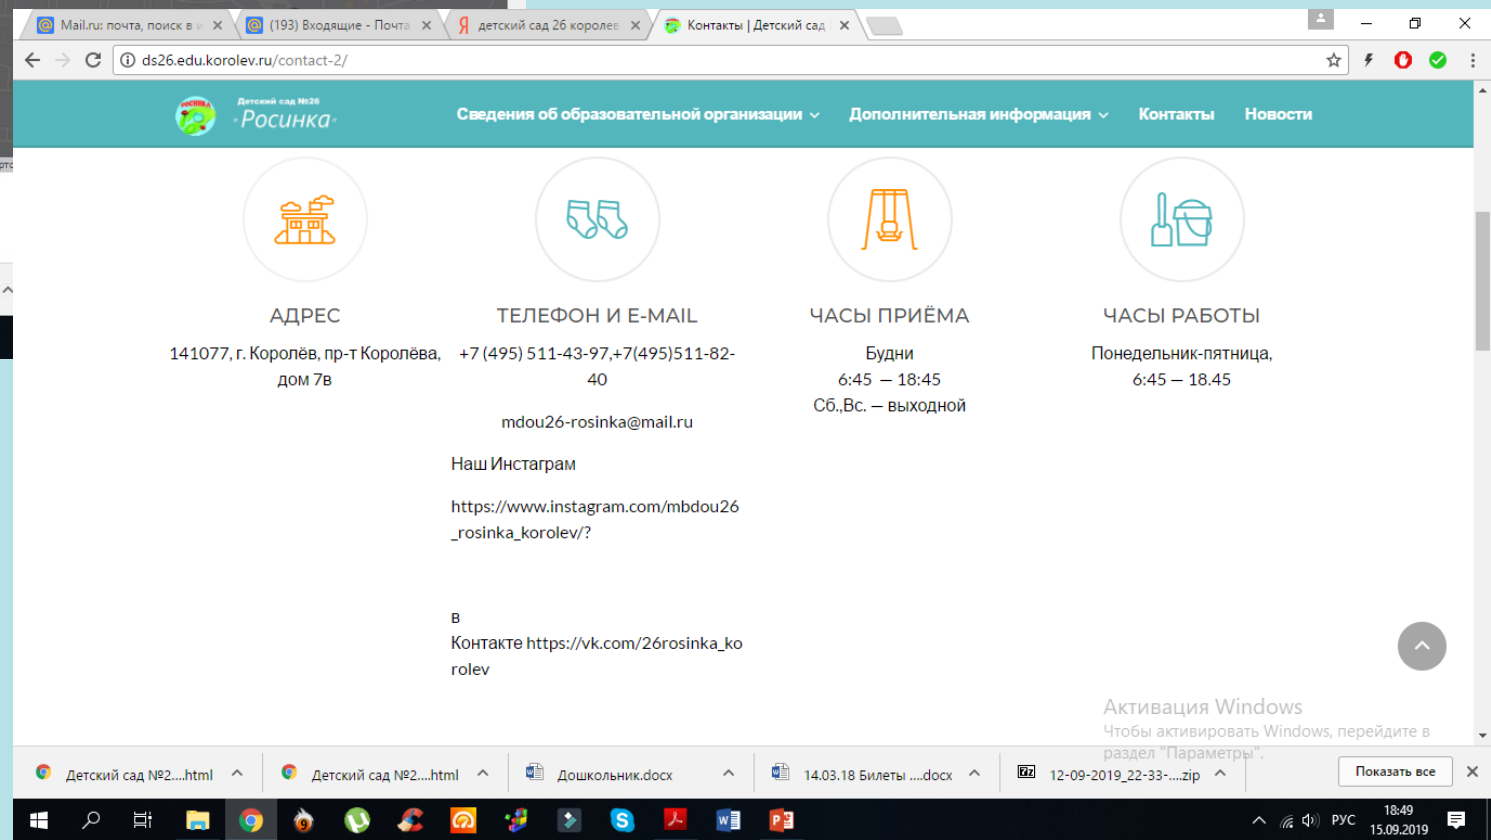 Mail.ru: почта, поиск в и
(193) Входящие - Почта
Я детский сад 26 королев
Контакты | Детский сад
ds26.edu.korolev.ru/contact-2/
РОСИНКА
Детский сад №26
Росинка
Сведения об образовательной организации
Дополнительная информация
Контакты
Новости
АДРЕС
141077, г. Королёв, пр-т Королёва,
дом 7в
ТЕЛЕФОН И E-MAIL
+7 (495) 511-43-97,+7(495)511-82-
40
mdou26-rosinka@mail.ru
Наш Инстаграм
https://www.instagram.com/mbdou26
_rosinka_korolev/?
в
Контакте https://vk.com/26rosinka_ko
rolev
ЧАСЫ ПРИЁМА
Будни
6:45 — 18:45
Сб.,Вс. — выходной
ЧАСЫ РАБОТЫ
Понедельник-пятница,
6:45 — 18.45
Активация Windows
Чтобы активировать Windows, перейдите в
раздел "Параметры".
Детский сад №2....html
Детский сад №2....html
Дошкольник.docx
14.03.18 Билеты ....docx
12-09-2019_22-33-....zip
Показать все
РУС
18:49
15.09.2019